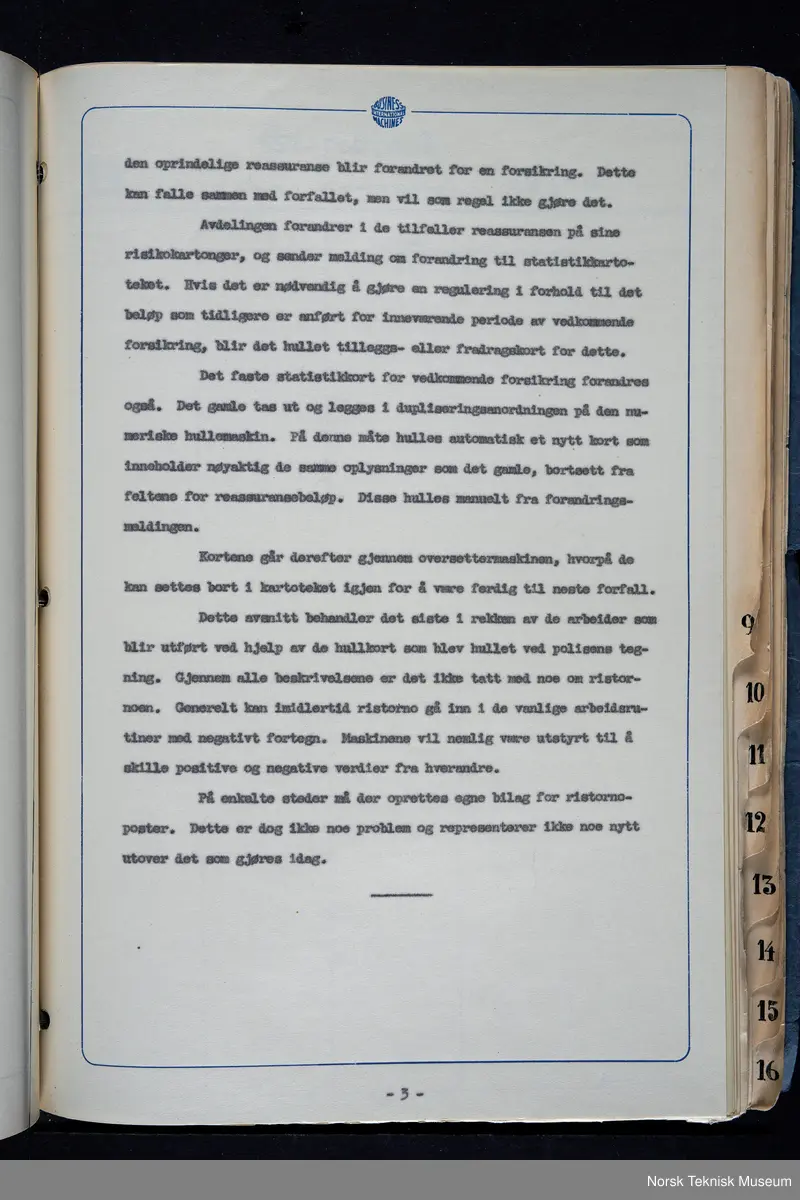 BUSINESS
INTERNATIONAL
MACHINES
den oprindelige reassuranse blir forandret for en forsikring. Dette
kan falle sammen med forfallet, men vil som regel ikke gjøre det.
Avdelingen forandrer i de tilfeller reassuransen på sine
risikokartonger, og sender melding om forandring til statistikkarto-
teket. Hvis det er nødvendig å gjøre en regulering i forhold til det
beløp som tidligere er anført for inneværende periode av vedkommende
forsikring, blir det hullet tilleggs- eller fradragskort for dette.
Det faste statistikkort for vedkommende forsikring forandres
også. Det gamle tas ut og legges i dupliseringsanordningen på den nu-
meriske hullemaskin. På denne måte hulles automatisk et nytt kort som
inneholder nøyaktig de samme oplysninger som det gamle, bortsett fra
feltene for reassuransebeløp. Disse hulles manuelt fra forandrings-
meldingen.
Kortene går derefter gjennem oversettermaskinen, hvorpå de
kan settes bort i kartoteket igjen for å være ferdig til neste forfall.
Dette avsnitt behandler det siste i rekken av de arbeider som
blir utført ved hjelp av de hullkort som blev hullet ved polisens teg-
ning. Gjennem alle beskrivelsene er det ikke tatt med noe om ristor-
noen. Generelt kan imidlertid ristorno gå inn i de vanlige arbeidsru-
tiner med negativt fortegn. Maskinene vil nemlig være utstyrt til å
skille positive og negative verdier fra hverandre.
På enkelte steder må der oprettes egne bilag for ristorno-
poster. Dette er dog ikke noe problem og representerer ikke noe nytt
utover det som gjøres idag.
- 3 -
9
10
11
12
13
14
15
16
Norsk Teknisk Museum